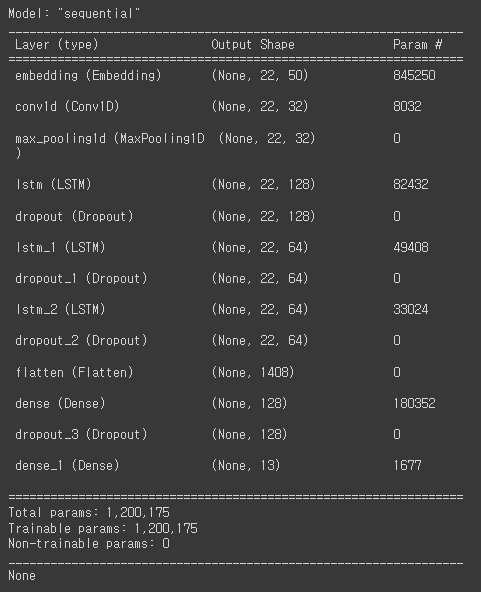 Model: "sequential"
_________________________________________________________________
Layer (type) Output Shape Param #
=================================================================
embedding (Embedding) (None, 22, 50) 845250
conv1d (Conv1D) (None, 22, 32) 8032
max_pooling1d (MaxPooling1D (None, 22, 32) 0
)
lstm (LSTM) (None, 22, 128) 82432
dropout (Dropout) (None, 22, 128) 0
lstm_1 (LSTM) (None, 22, 64) 49408
dropout_1 (Dropout) (None, 22, 64) 0
lstm_2 (LSTM) (None, 22, 64) 33024
dropout_2 (Dropout) (None, 22, 64) 0
flatten (Flatten) (None, 1408) 0
dense (Dense) (None, 128) 180352
dropout_3 (Dropout) (None, 128) 0
dense_1 (Dense) (None, 13) 1677
=================================================================
Total params: 1,200,175
Trainable params: 1,200,175
Non-trainable params: 0
_________________________________________________________________
None